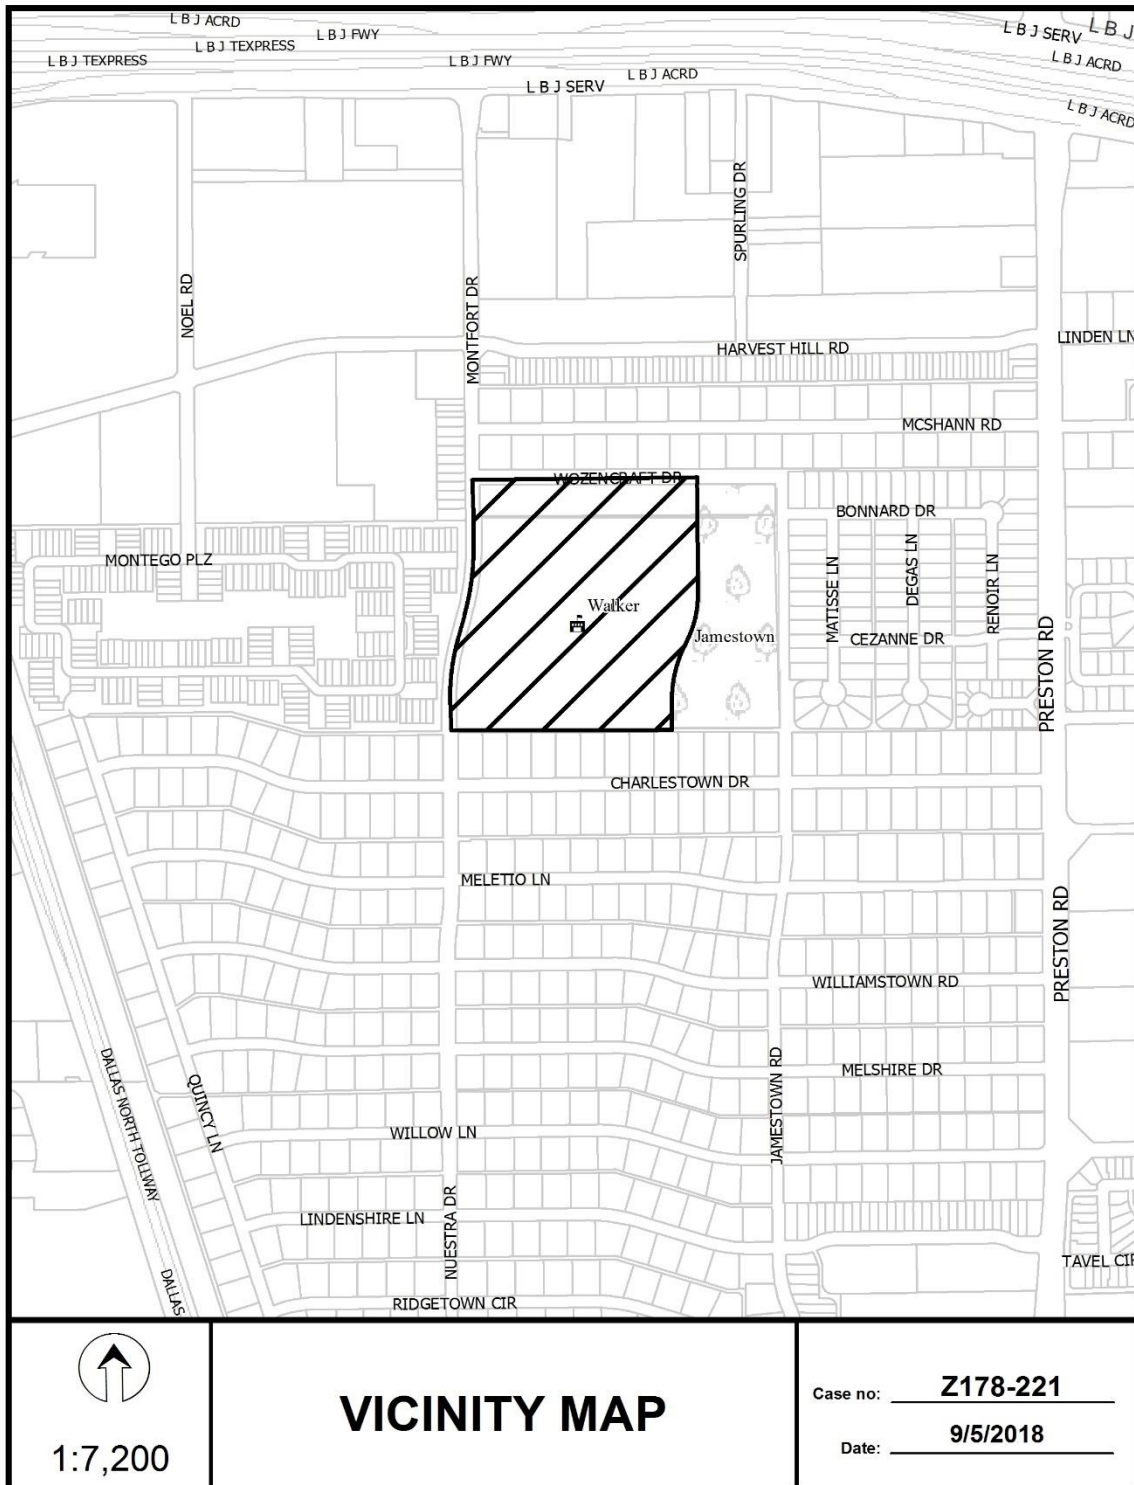 L B J ACRD
L B J FWY
L B J SERV
L B J
L B J TEXPRESS
L B J TEXPRESS
L B J FWY
L B J ACRD
L B J ACRD
L B J SERV
L B J ACRD
SPURLING DR
NOEL RD
MONTFORT DR
LINDEN LN
HARVEST HILL RD
MCSHANN RD
WOZENCRAFT DR
BONNARD DR
MONTEGO PLZ
MATISSE LN
DEGAS LN
RENOIR LN
Walker
Jamestown
CEZANNE DR
PRESTON RD
CHARLESTOWN DR
MELETIO LN
PRESTON RD
WILLIAMSTOWN RD
DALLAS NORTH TOLLWAY
QUINCY LN
JAMESTOWN RD
MELSHIRE DR
WILLOW LN
NUESTRA DR
LINDENSHIRE LN
TAVEL CIR
DALLAS
RIDGETOWN CIR
1:7,200
VICINITY MAP
Case no: Z178-221
Date: 9/5/2018